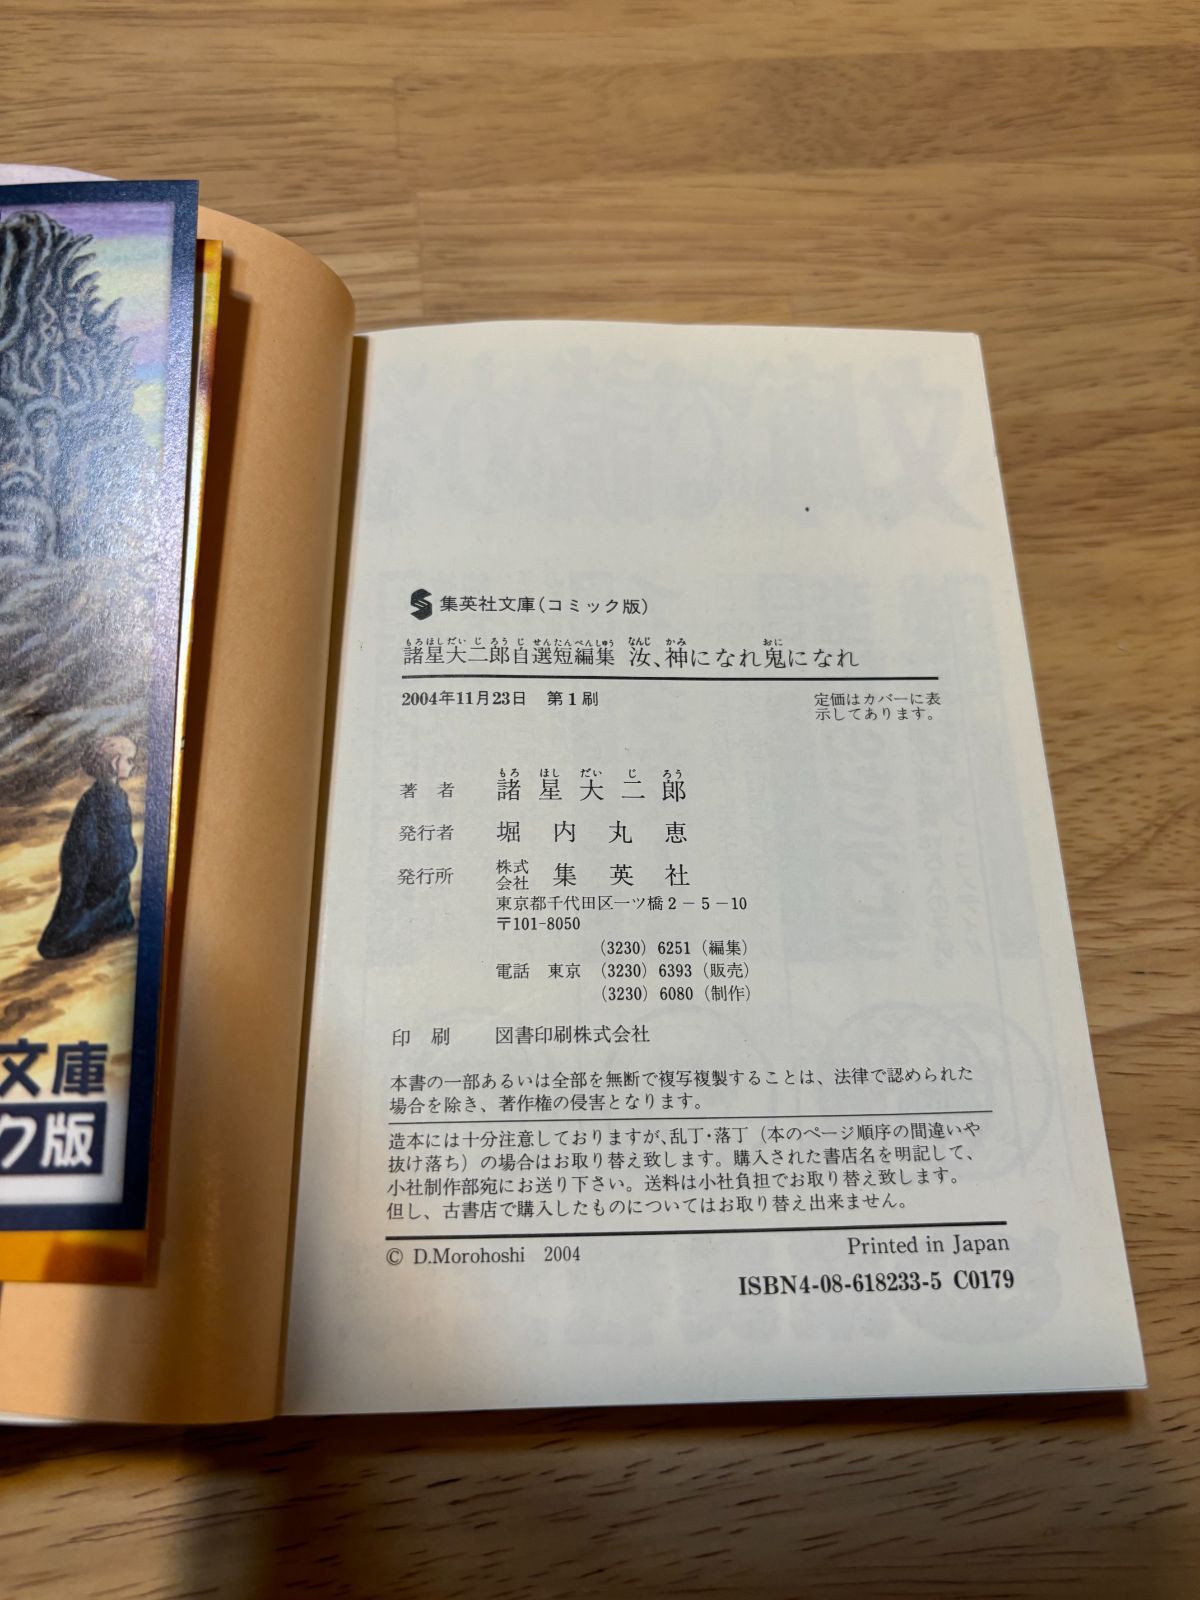 文庫
ク版
集英社文庫(コミック版)
諸星大二郎自選短編集 汝、神になれ鬼になれ
2004年11月23日 第1刷
定価はカバーに表
示してあります。
著者 諸星大二郎
発行者 堀内丸恵
発行所 株式会社 集英社
東京都千代田区一ツ橋2-5-10
〒101-8050
(3230) 6251 (編集)
電話 東京 (3230) 6393 (販売)
(3230) 6080 (制作)
印刷 図書印刷株式会社
本書の一部あるいは全部を無断で複写複製することは、法律で認められた
場合を除き、著作権の侵害となります。
造本には十分注意しておりますが、乱丁・落丁(本のページ順序の間違いや
抜け落ち)の場合はお取り替え致します。購入された書店名を明記して、
小社制作部宛にお送り下さい。送料は小社負担でお取り替え致します。
但し、古書店で購入したものについてはお取り替え出来ません。
© D.Morohoshi 2004
Printed in Japan
ISBN4-08-618233-5 C0179